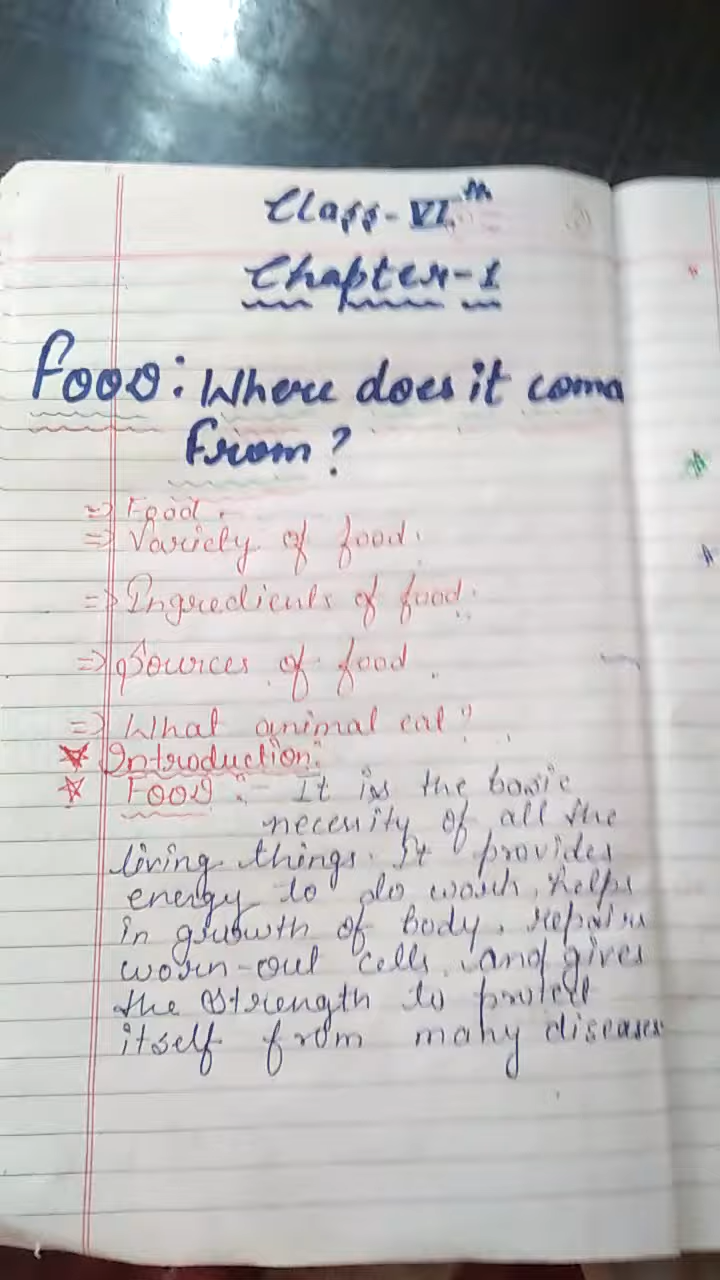 Class-VIth
Chapter-1
Food: Where does it come
From?
=> Food.
=> Variety of food.
=> Ingredients of food.
=> Sources of food.
=> What animal eat?
* Introduction:
* Food:- It is the basic
necessity of all the
living things. It provides
energy to do work, helps
in growth of body, repairs
worn-out cells, and gives
the strength to protect
itself from many diseases